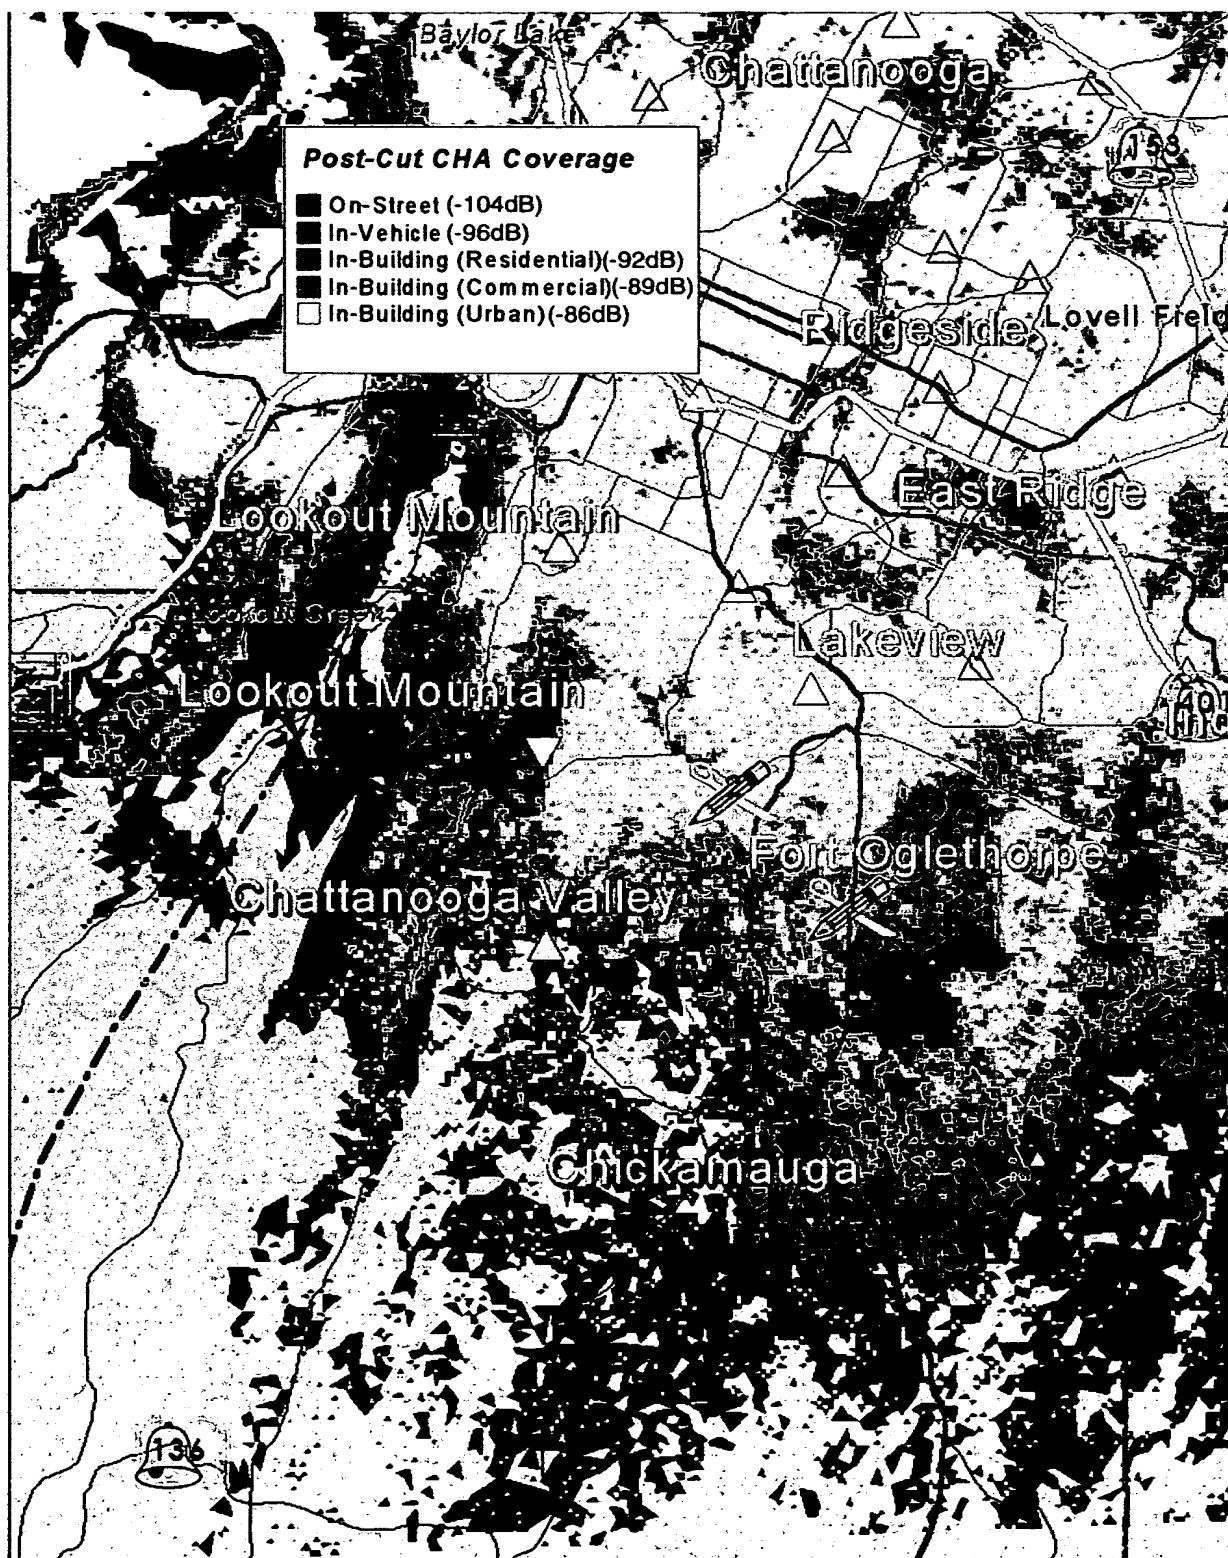 Baylor Lake
Chattanooga
158
Post-Cut CHA Coverage
On-Street (-104dB)
In-Vehicle (-96dB)
In-Building (Residential)(-92dB)
In-Building (Commercial)(-89dB)
In-Building (Urban)(-86dB)
Ridgeside
Lovell Field
East Ridge
Lookout Mountain
Lookout Creek
Lakeview
Lookout Mountain
Fort Oglethorpe
Chattanooga Valley
Chickamauga
136